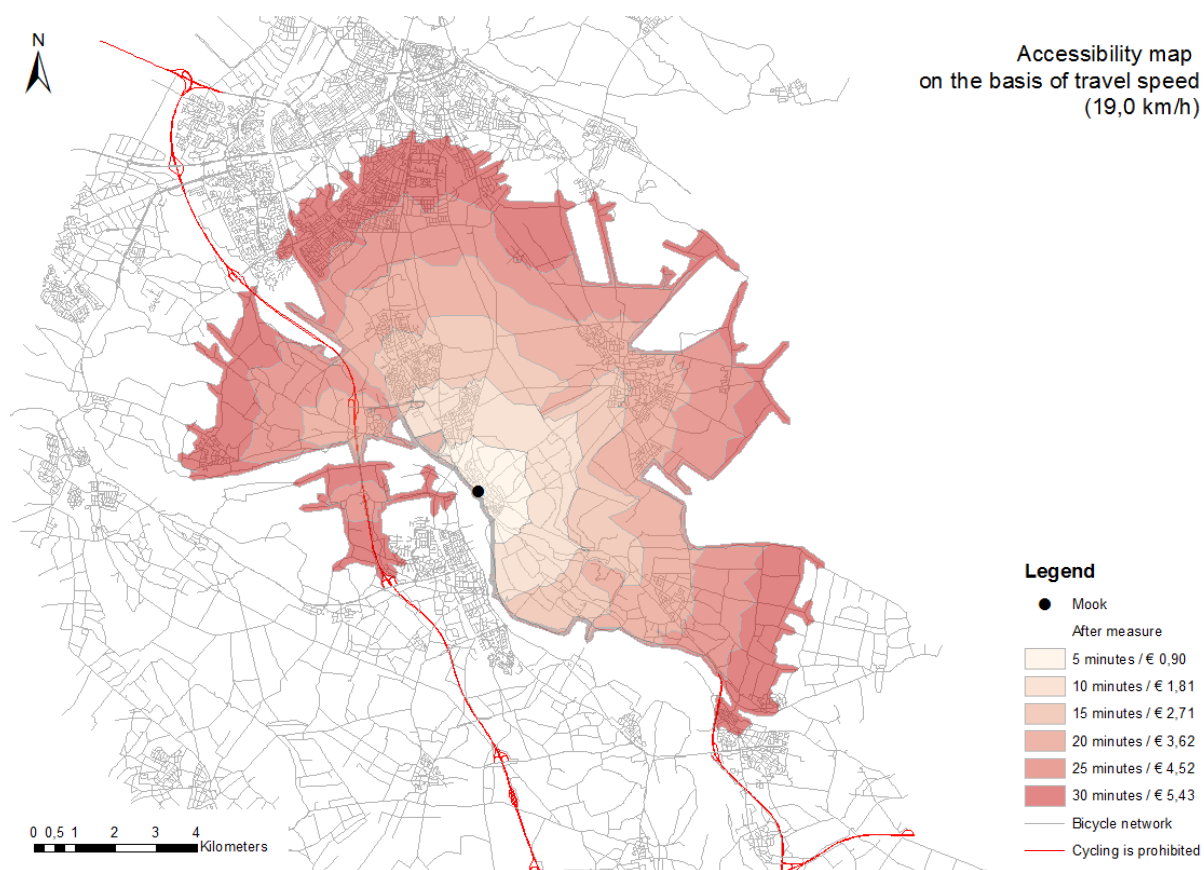 N
Accessibility map
on the basis of travel speed
(19,0 km/h)
Legend
Mook
After measure
5 minutes / € 0,90
10 minutes / € 1,81
15 minutes / € 2,71
20 minutes / € 3,62
25 minutes / € 4,52
30 minutes / € 5,43
Bicycle network
Cycling is prohibited
0 0,5 1 2 3 4
Kilometers